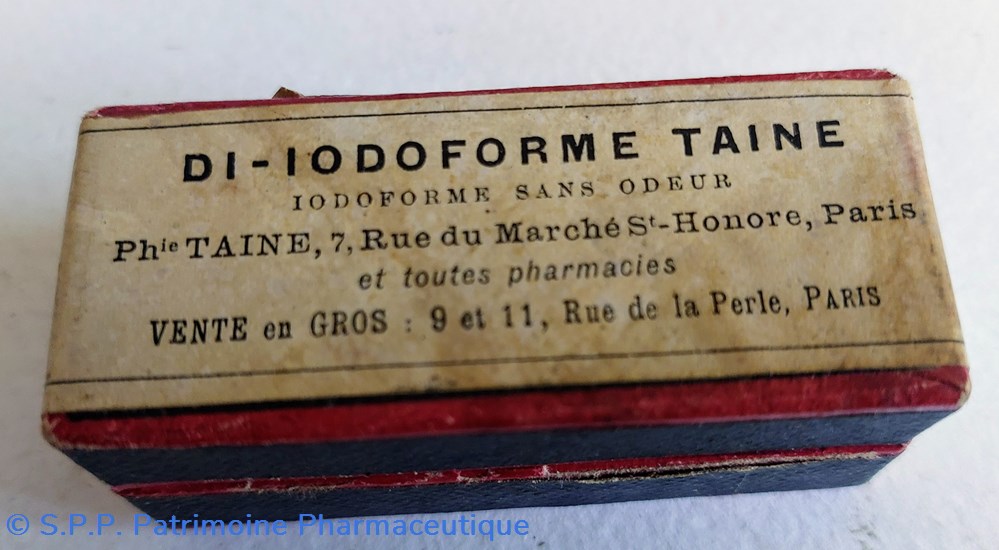 DI-IODOFORME TAINE
IODOFORME SANS ODEUR
Phie TAINE, 7, Rue du Marché St-Honore, Paris
et toutes pharmacies
VENTE en GROS : 9 et 11, Rue de la Perle, PARIS
© S.P.P. Patrimoine Pharmaceutique